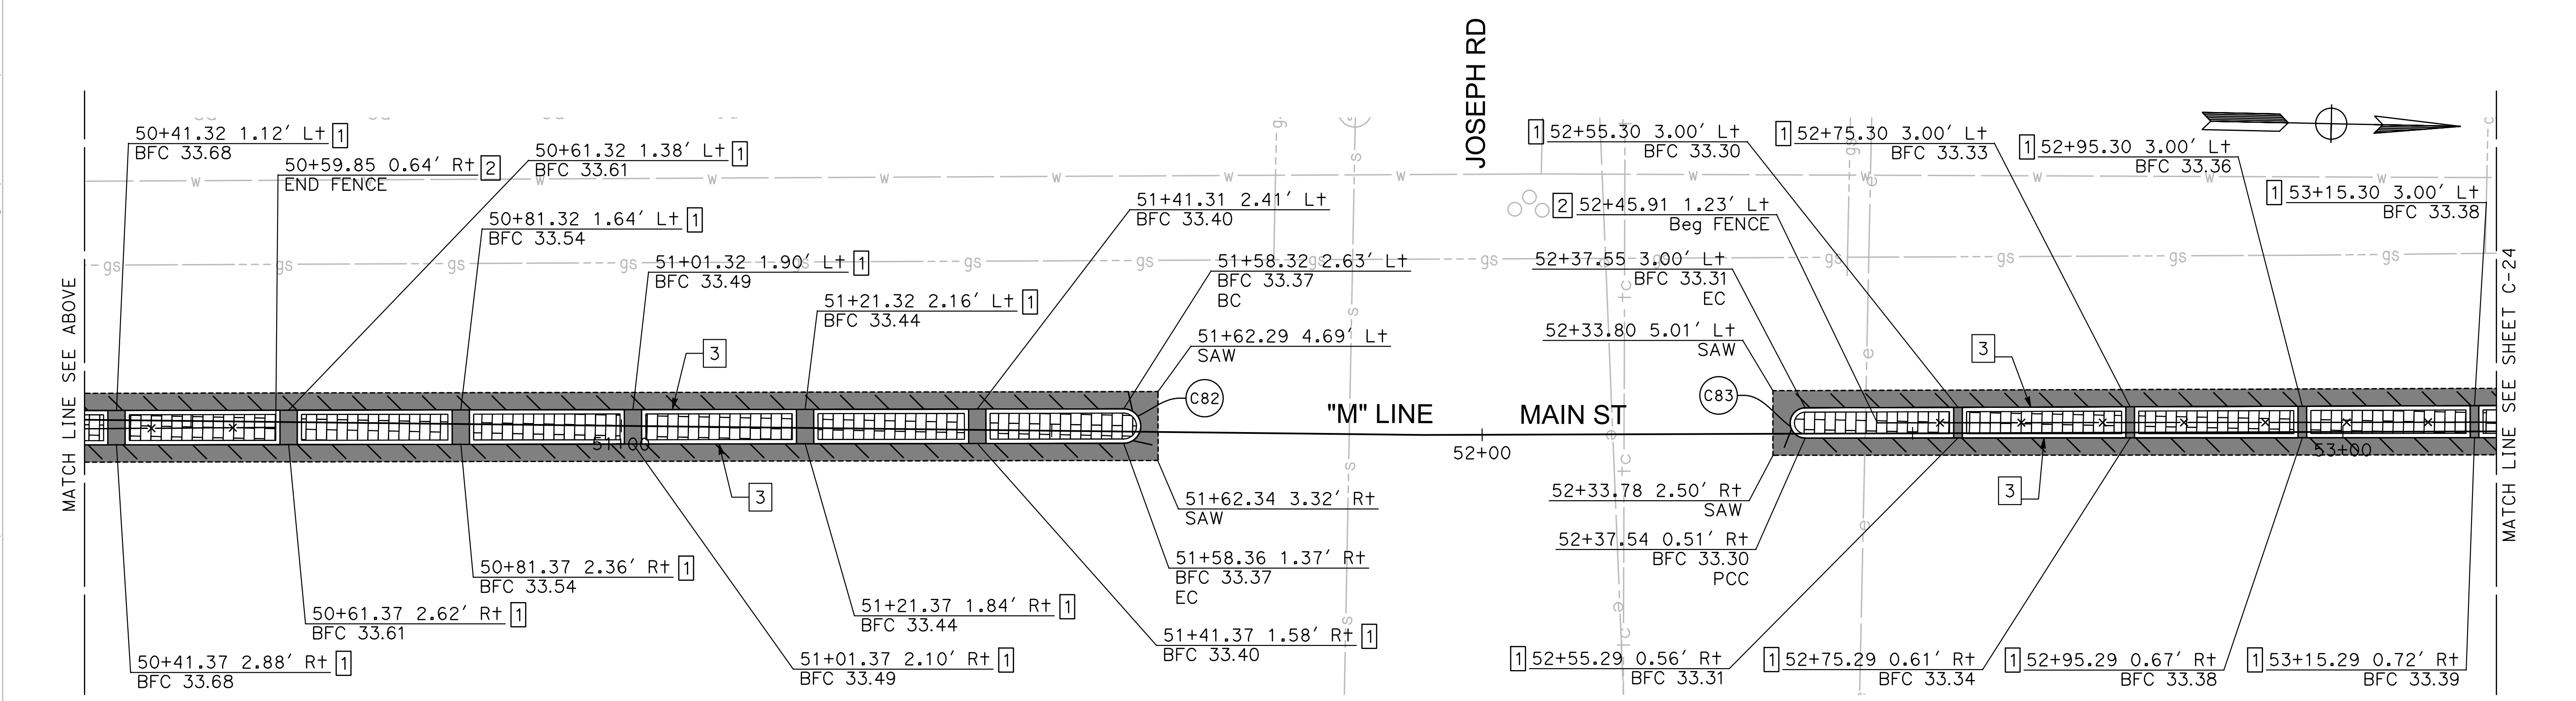 JOSEPH RD
50+41.32 1.12' Lt 1
BFC 33.68
50+59.85 0.64' Rt 2
END FENCE
50+61.32 1.38' Lt 1
BFC 33.61
50+81.32 1.64' Lt 1
BFC 33.54
51+01.32 1.90' Lt 1
BFC 33.49
51+21.32 2.16' Lt 1
BFC 33.44
51+41.31 2.41' Lt
BFC 33.40
51+58.32 2.63' Lt
BFC 33.37
BC
51+62.29 4.69' Lt
SAW
1 52+55.30 3.00' Lt
BFC 33.30
1 52+75.30 3.00' Lt
BFC 33.33
1 52+95.30 3.00' Lt
BFC 33.36
1 53+15.30 3.00' Lt
BFC 33.38
2 52+45.91 1.23' Lt
Beg FENCE
52+37.55 3.00' Lt
BFC 33.31
EC
52+33.80 5.01' Lt
SAW
w w w w w w w w w w w w w
gs gs gs gs gs gs gs gs gs gs gs gs
MATCH LINE SEE ABOVE
3
3
C82
"M" LINE
MAIN ST
C83
3
3
51+00
52+00
53+00
MATCH LINE SEE SHEET C-24
51+62.34 3.32' Rt
SAW
51+58.36 1.37' Rt
BFC 33.37
EC
52+33.78 2.50' Rt
SAW
52+37.54 0.51' Rt
BFC 33.30
PCC
50+81.37 2.36' Rt 1
BFC 33.54
50+61.37 2.62' Rt 1
BFC 33.61
50+41.37 2.88' Rt 1
BFC 33.68
51+21.37 1.84' Rt 1
BFC 33.44
51+01.37 2.10' Rt 1
BFC 33.49
51+41.37 1.58' Rt 1
BFC 33.40
1 52+55.29 0.56' Rt
BFC 33.31
1 52+75.29 0.61' Rt
BFC 33.34
1 52+95.29 0.67' Rt
BFC 33.38
1 53+15.29 0.72' Rt
BFC 33.39